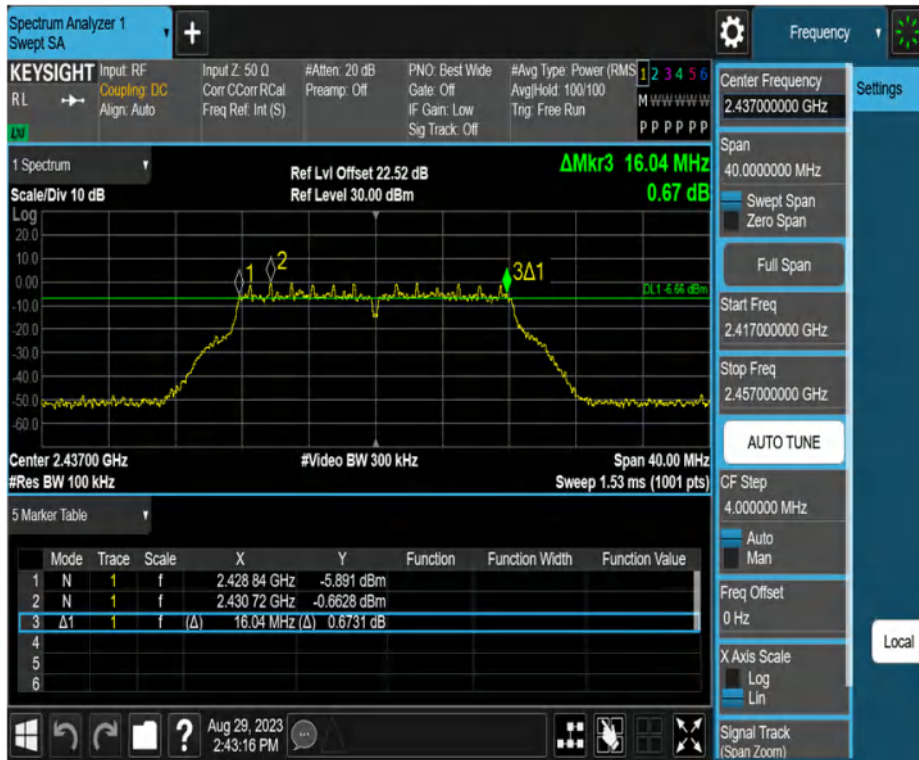 Spectrum Analyzer 1
Swept SA
+
Frequency
KEYSIGHT
RL
LXI
Input: RF
Coupling: DC
Align: Auto
Input Z: 50 Ω
Corr CCorr RCal
Freq Ref: Int (S)
#Atten: 20 dB
Preamp: Off
PNO: Best Wide
Gate: Off
IF Gain: Low
Sig Track: Off
#Avg Type: Power (RMS
Avg|Hold: 100/100
Trig: Free Run
1 2 3 4 5 6
M W W W W W
P P P P P P
1 Spectrum
Scale/Div 10 dB
Ref Lvl Offset 22.52 dB
Ref Level 30.00 dBm
ΔMkr3 16.04 MHz
0.67 dB
Log
20.0
10.0
0.00
-10.0
-20.0
-30.0
-40.0
-50.0
-60.0
1
2
3Δ1
DL1 -6.66 dBm
Center 2.43700 GHz
#Video BW 300 kHz
Span 40.00 MHz
#Res BW 100 kHz
Sweep 1.53 ms (1001 pts)
5 Marker Table
Mode Trace Scale X Y Function Function Width Function Value
1 N 1 f 2.428 84 GHz -5.891 dBm
2 N 1 f 2.430 72 GHz -0.6628 dBm
3 Δ1 1 f (Δ) 16.04 MHz (Δ) 0.6731 dB
4
5
6
?
Aug 29, 2023
2:43:16 PM
Center Frequency
2.437000000 GHz
Span
40.0000000 MHz
Swept Span
Zero Span
Full Span
Start Freq
2.417000000 GHz
Stop Freq
2.457000000 GHz
AUTO TUNE
CF Step
4.000000 MHz
Auto
Man
Freq Offset
0 Hz
X Axis Scale
Log
Lin
Signal Track
(Span Zoom)
Settings
Local